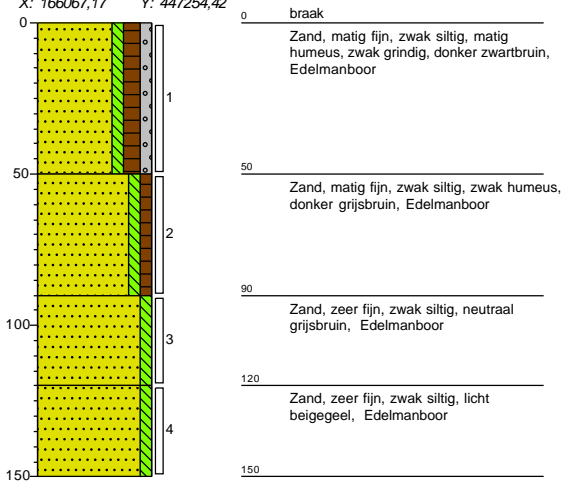 X: 166067,17 Y: 447254,42
0
50
100
150
1
2
3
4
0 braak
Zand, matig fijn, zwak siltig, matig
humeus, zwak grindig, donker zwartbruin,
Edelmanboor
50
Zand, matig fijn, zwak siltig, zwak humeus,
donker grijsbruin, Edelmanboor
90
Zand, zeer fijn, zwak siltig, neutraal
grijsbruin, Edelmanboor
120
Zand, zeer fijn, zwak siltig, licht
beigegeel, Edelmanboor
150